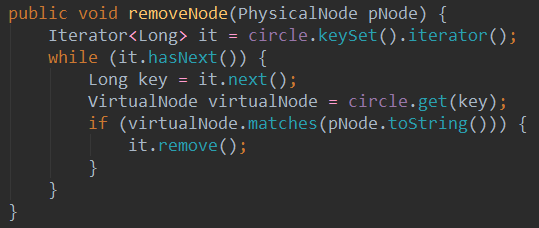 public void removeNode(PhysicalNode pNode) {
    Iterator<Long> it = circle.keySet().iterator();
    while (it.hasNext()) {
        Long key = it.next();
        VirtualNode virtualNode = circle.get(key);
        if (virtualNode.matches(pNode.toString())) {
            it.remove();
        }
    }
}